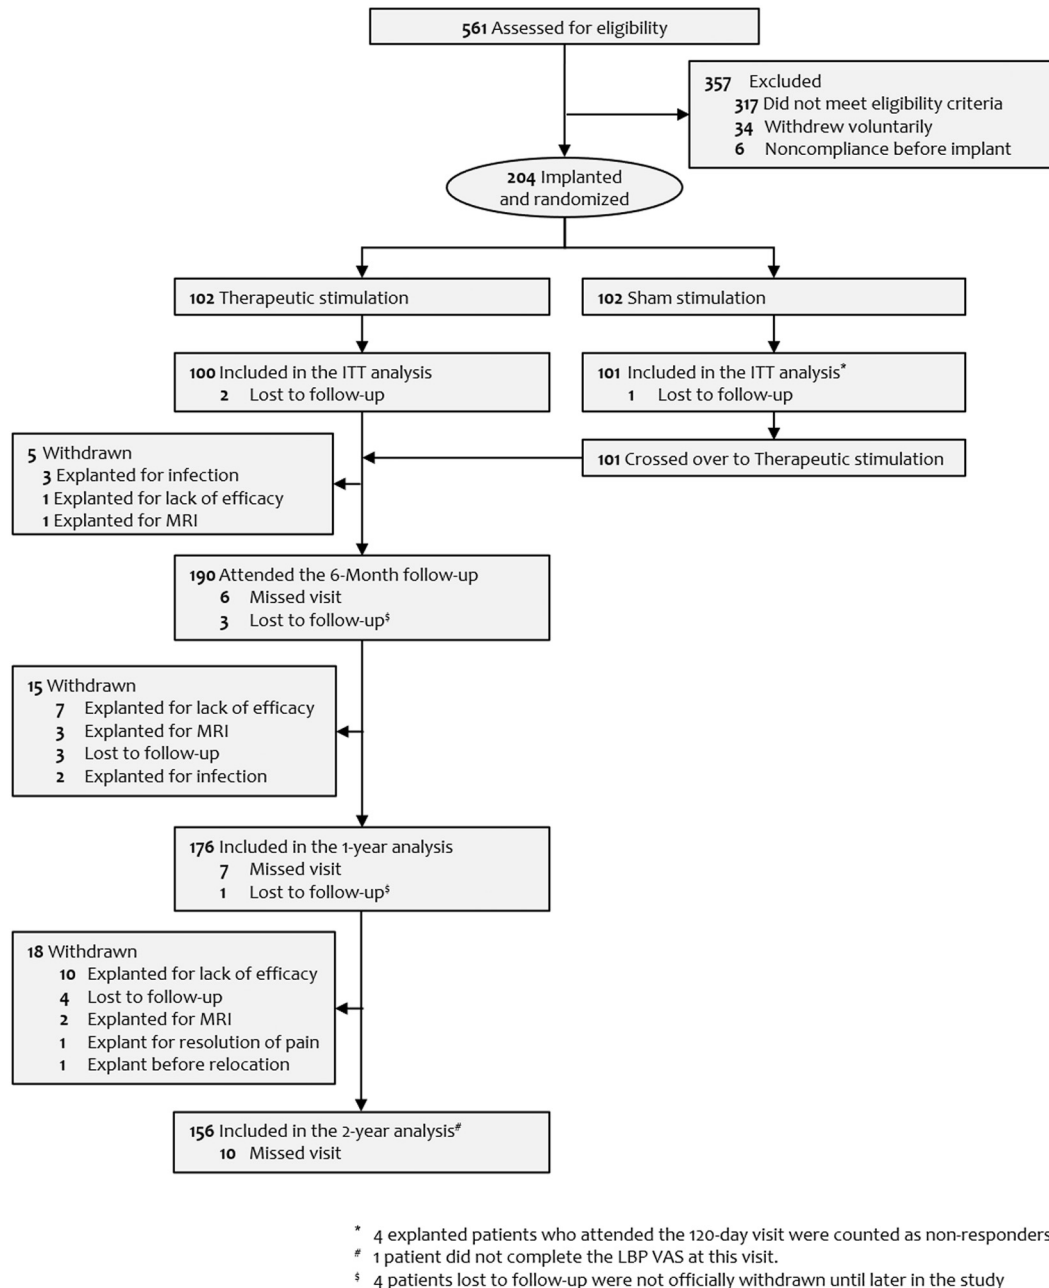 561 Assessed for eligibility
357 Excluded
317 Did not meet eligibility criteria
34 Withdrew voluntarily
6 Noncompliance before implant
204 Implanted
and randomized
102 Therapeutic stimulation
102 Sham stimulation
100 Included in the ITT analysis
2 Lost to follow-up
101 Included in the ITT analysis*
1 Lost to follow-up
101 Crossed over to Therapeutic stimulation
5 Withdrawn
3 Explanted for infection
1 Explanted for lack of efficacy
1 Explanted for MRI
190 Attended the 6-Month follow-up
6 Missed visit
3 Lost to follow-up$
15 Withdrawn
7 Explanted for lack of efficacy
3 Explanted for MRI
3 Lost to follow-up
2 Explanted for infection
176 Included in the 1-year analysis
7 Missed visit
1 Lost to follow-up$
18 Withdrawn
10 Explanted for lack of efficacy
4 Lost to follow-up
2 Explanted for MRI
1 Explant for resolution of pain
1 Explant before relocation
156 Included in the 2-year analysis#
10 Missed visit
* 4 explanted patients who attended the 120-day visit were counted as non-responders
# 1 patient did not complete the LBP VAS at this visit.
$ 4 patients lost to follow-up were not officially withdrawn until later in the study